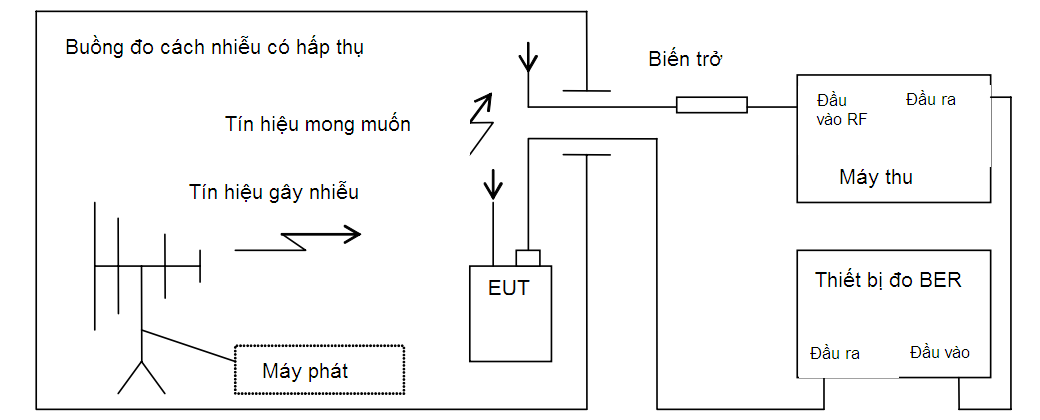 Buồng đo cách nhiễu có hấp thụ
Biến trở
Đầu
vào RF
Đầu ra
Tín hiệu mong muốn
Máy thu
Tín hiệu gây nhiễu
EUT
Thiết bị đo BER
Đầu ra
Đầu vào
Máy phát